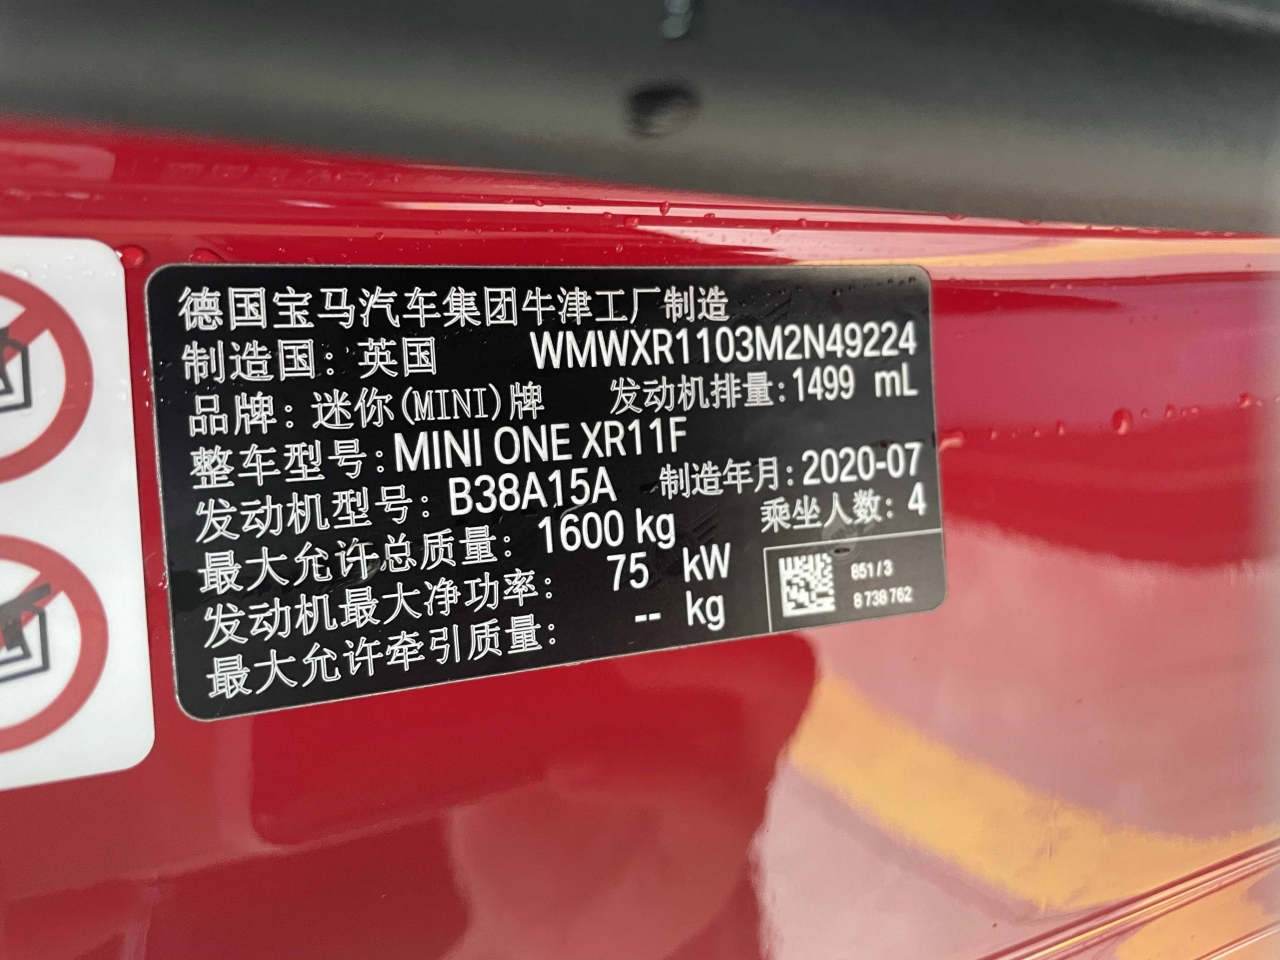 德国宝马汽车集团牛津工厂制造
制造国: 英国 WMWXR1103M2N49224
品牌: 迷你(MINI)牌 发动机排量: 1499 mL
整车型号: MINI ONE XR11F
发动机型号: B38A15A 制造年月: 2020-07
最大允许总质量: 1600 kg 乘坐人数: 4
发动机最大净功率: 75 kW
最大允许牵引质量: -- kg
851/3
8 738 762